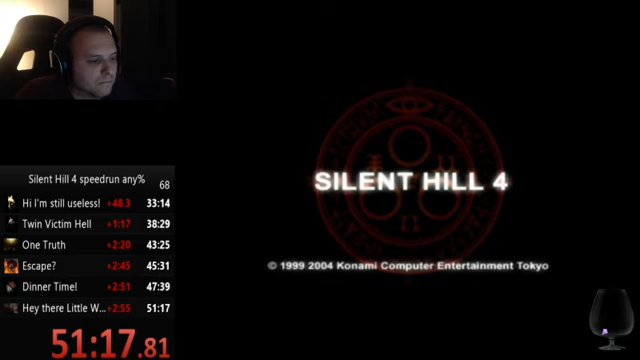 Silent Hill 4 speedrun any%
68
Hi I'm still useless! +48.3 33:14
Twin Victim Hell +1:17 38:29
One Truth +2:20 43:25
Escape? +2:45 45:31
Dinner Time! +2:51 47:39
Hey there Little W... +2:55 51:17
51:17.81
SILENT HILL 4
© 1999 2004 Konami Computer Entertainment Tokyo